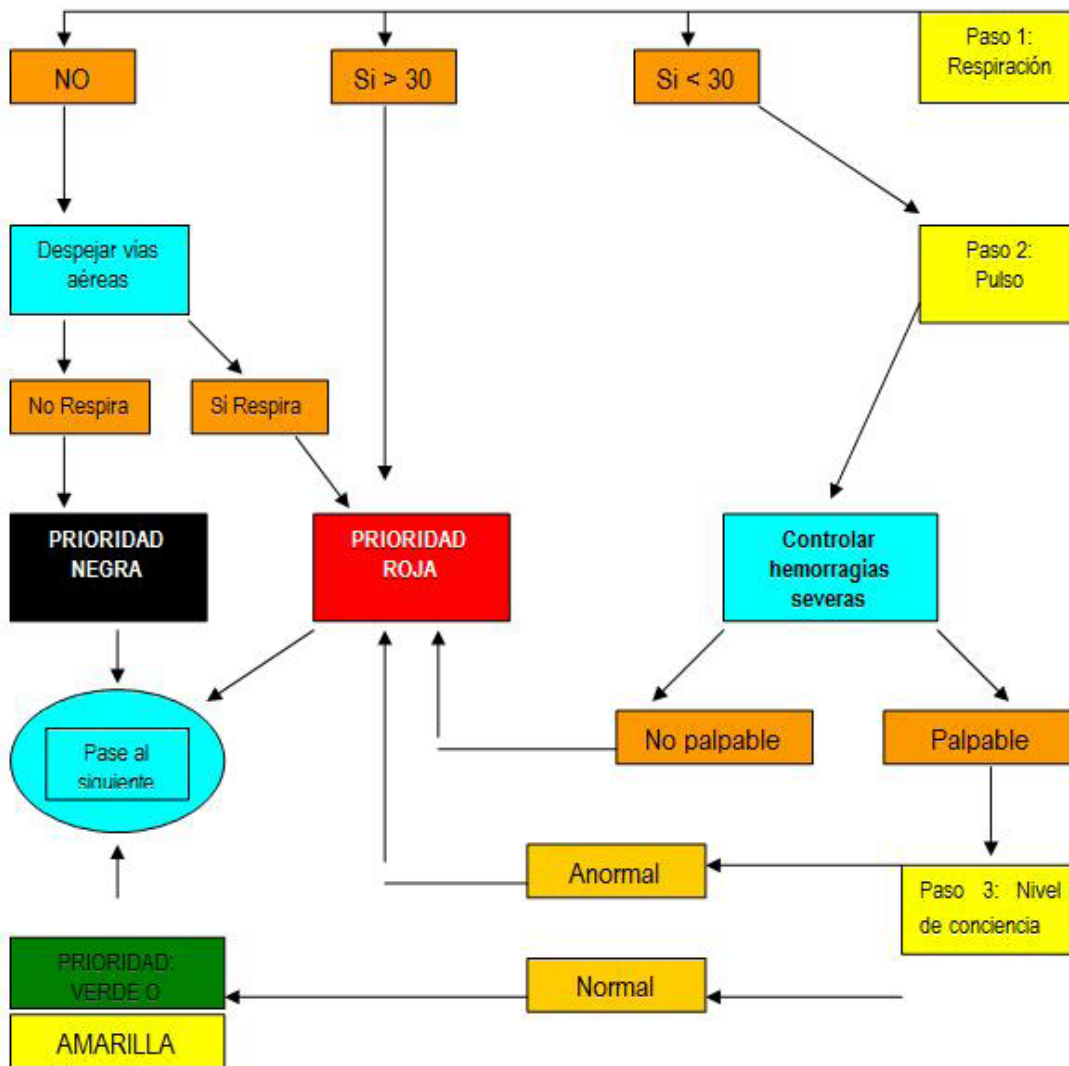 Paso 1:
Respiración
NO
Si > 30
Si < 30
Despejar vías
aéreas
Paso 2:
Pulso
No Respira
Sí Respira
PRIORIDAD
NEGRA
PRIORIDAD
ROJA
Controlar
hemorragias
severas
No palpable
Palpable
Pase al
siguiente
Anormal
Paso 3: Nivel
de conciencia
PRIORIDAD:
VERDE O
Normal
AMARILLA